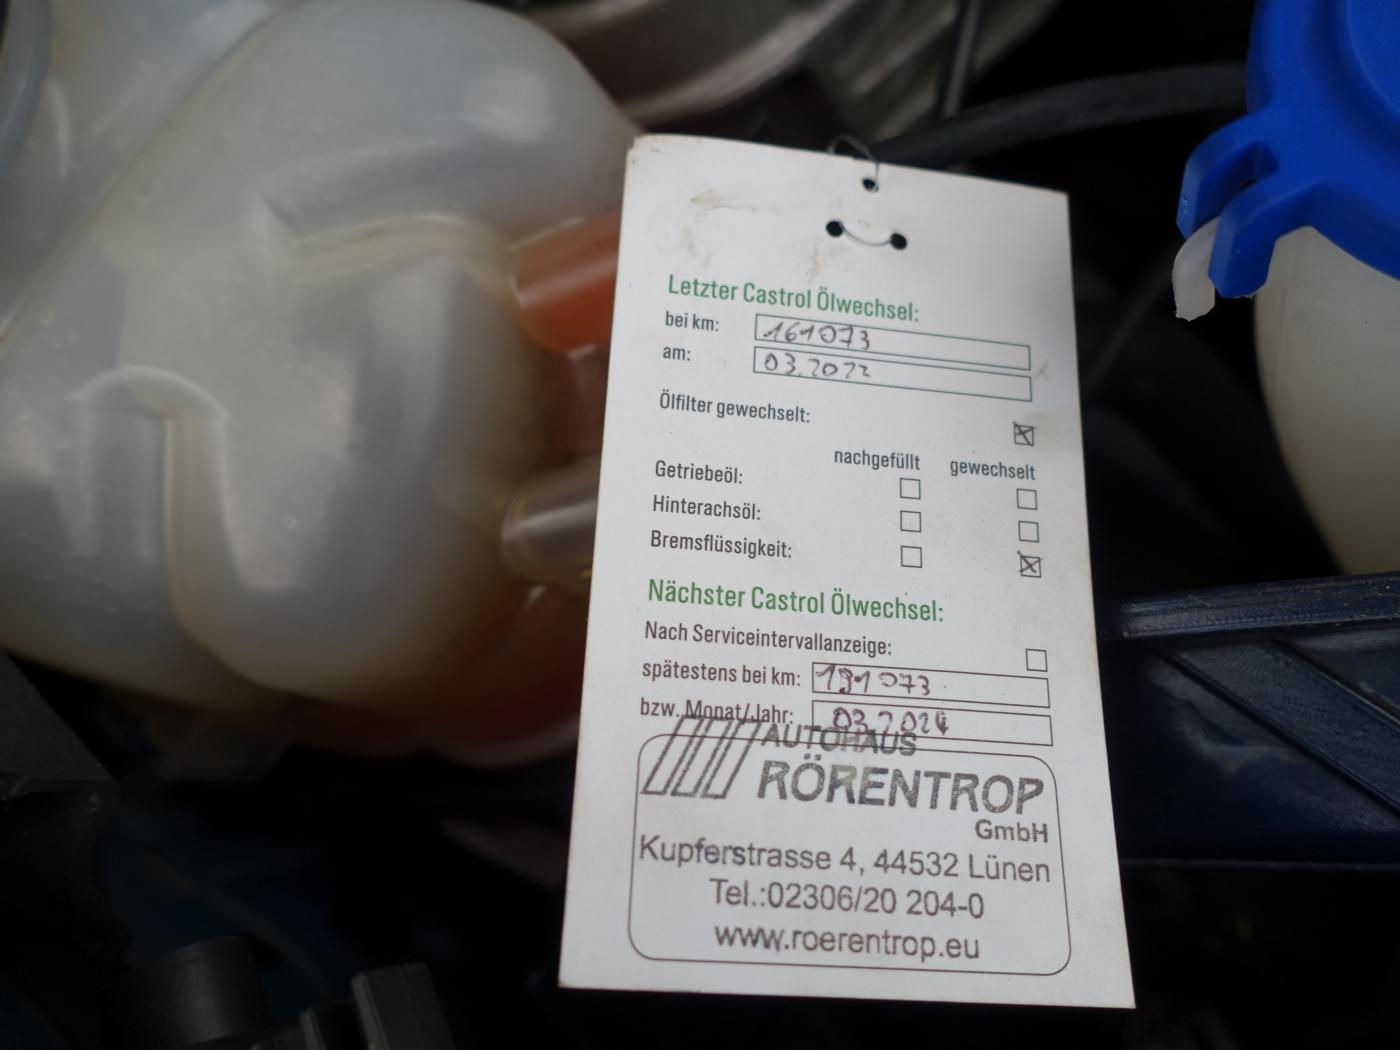 Letzter Castrol Ölwechsel:
bei km: 161073
am: 03.2022
Ölfilter gewechselt:
nachgefüllt gewechselt
Getriebeöl:
Hinterachsöl:
Bremsflüssigkeit:
Nächster Castrol Ölwechsel:
Nach Serviceintervallanzeige:
spätestens bei km: 191073
bzw. Monat/Jahr: 03.2024
AUTOHAUS
RÖRENTROP
GmbH
Kupferstrasse 4, 44532 Lünen
Tel.:02306/20 204-0
www.roerentrop.eu